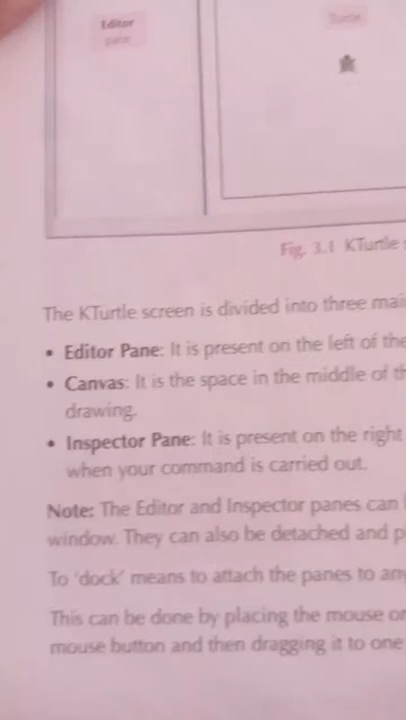 Editor
pane
Turtle
Fig. 3.1 KTurtle
The KTurtle screen is divided into three mai
• Editor Pane: It is present on the left of the
• Canvas: It is the space in the middle of th
drawing.
• Inspector Pane: It is present on the right
when your command is carried out.
Note: The Editor and Inspector panes can
window. They can also be detached and p
To 'dock' means to attach the panes to any
This can be done by placing the mouse or
mouse button and then dragging it to one